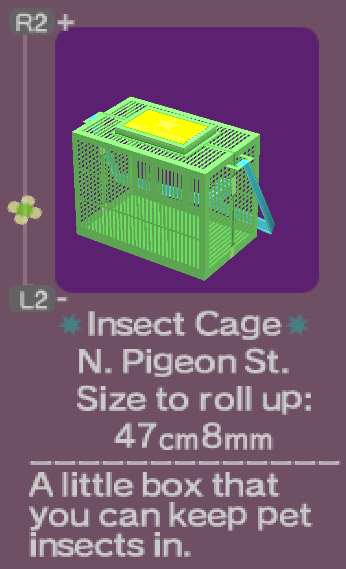 R2 +
L2 -
Insect Cage
N. Pigeon St.
Size to roll up:
47cm8mm
A little box that
you can keep pet
insects in.